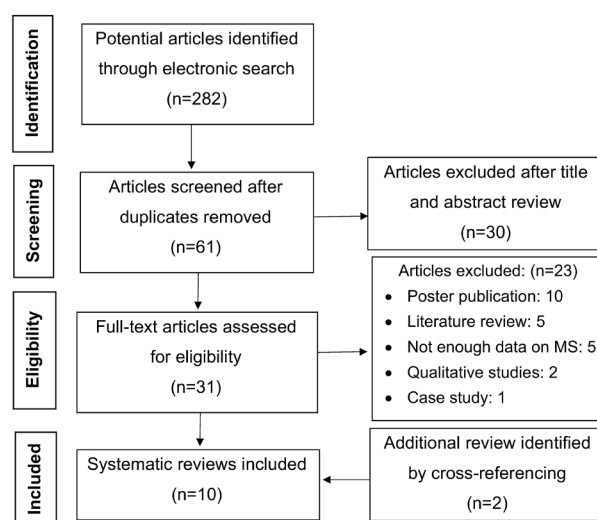 Identification
Potential articles identified
through electronic search
(n=282)
Screening
Articles screened after
duplicates removed
(n=61)
Articles excluded after title
and abstract review
(n=30)
Eligibility
Full-text articles assessed
for eligibility
(n=31)
Articles excluded: (n=23)
• Poster publication: 10
• Literature review: 5
• Not enough data on MS: 5
• Qualitative studies: 2
• Case study: 1
Included
Systematic reviews included
(n=10)
Additional review identified
by cross-referencing
(n=2)